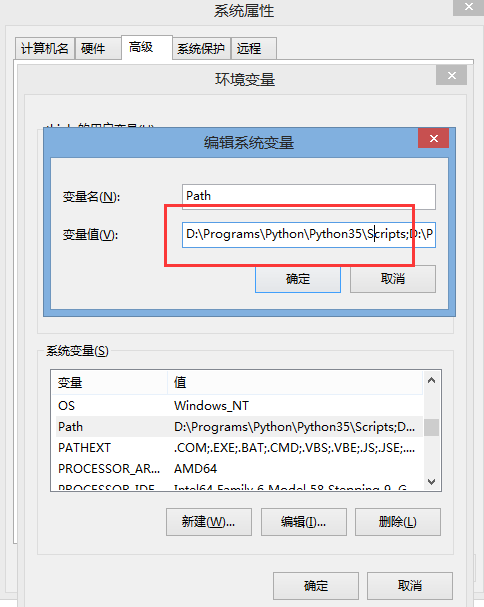 系统属性
计算机名 硬件 高级 系统保护 远程
环境变量
编辑系统变量
变量名(N): Path
变量值(V): D:\Programs\Python\Python35\Scripts;D:\P
确定 取消
系统变量(S)
变量 值
OS Windows_NT
Path D:\Programs\Python\Python35\Scripts;D...
PATHEXT .COM;.EXE;.BAT;.CMD;.VBS;.VBE;.JS;.JSE;....
PROCESSOR_AR... AMD64
PROCESSOR_IDE Intel64 Family 6 Model 58 Stepping 9, G
新建(W)... 编辑(I)... 删除(L)
确定 取消